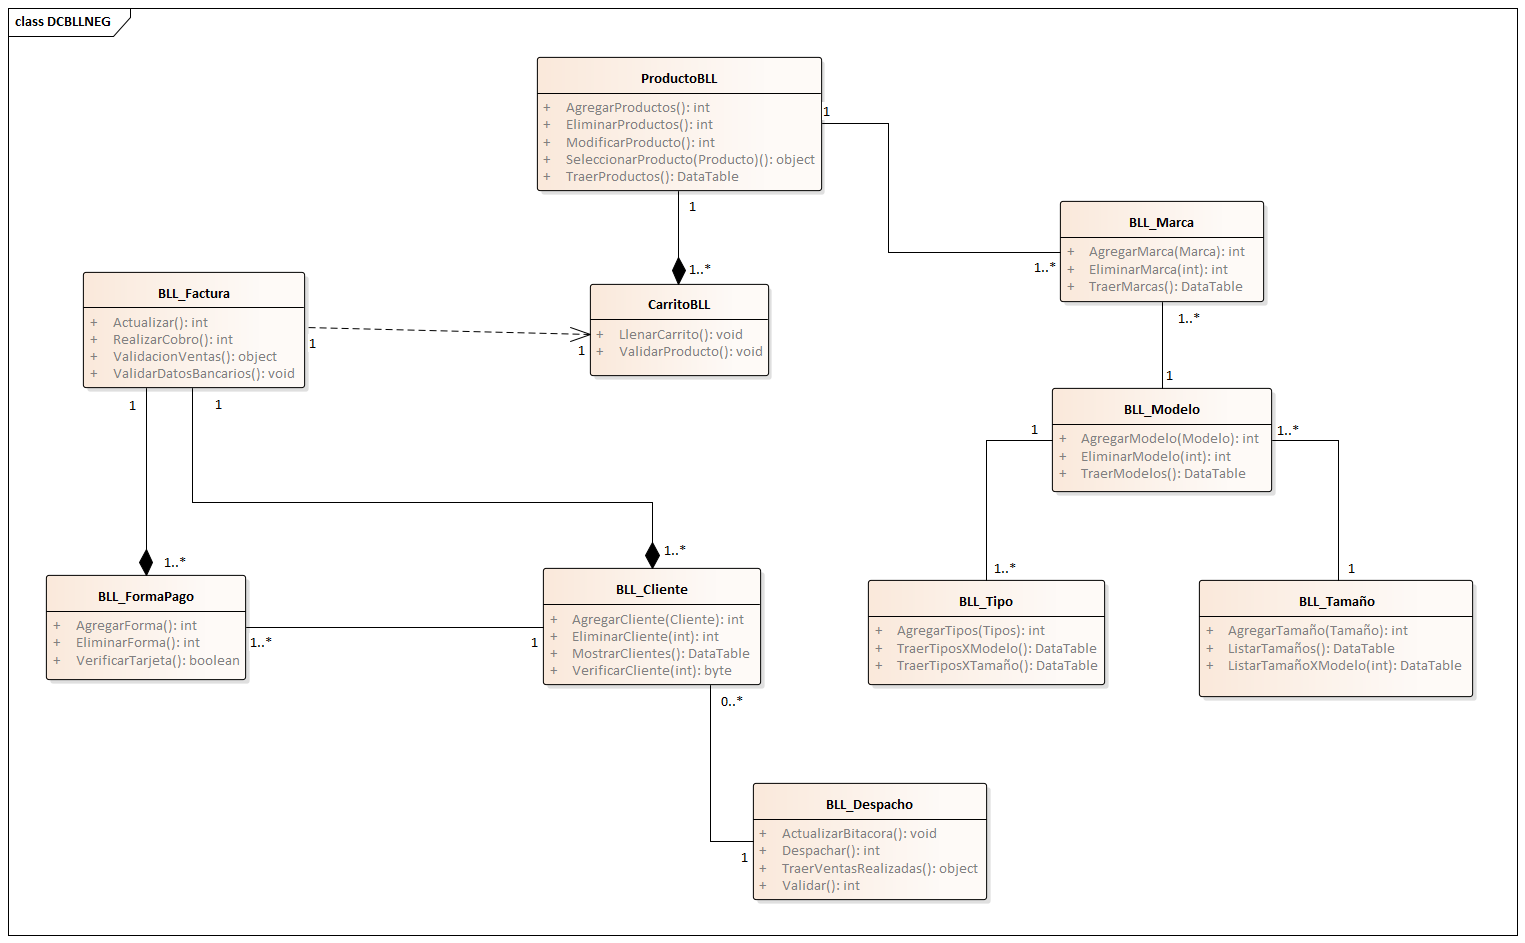 class DCBLLNEG
ProductoBLL
+ AgregarProductos(): int
+ EliminarProductos(): int
+ ModificarProducto(): int
+ SeleccionarProducto(Producto)(): object
+ TraerProductos(): DataTable
1
1
1..*
BLL_Marca
+ AgregarMarca(Marca): int
+ EliminarMarca(int): int
+ TraerMarcas(): DataTable
1..*
1..*
1
BLL_Factura
+ Actualizar(): int
+ RealizarCobro(): int
+ ValidacionVentas(): object
+ ValidarDatosBancarios(): void
1
1
1
1
CarritoBLL
+ LlenarCarrito(): void
+ ValidarProducto(): void
BLL_Modelo
+ AgregarModelo(Modelo): int
+ EliminarModelo(int): int
+ TraerModelos(): DataTable
1
1..*
1..*
1..*
1..*
1
BLL_FormaPago
+ AgregarForma(): int
+ EliminarForma(): int
+ VerificarTarjeta(): boolean
1..*
1
BLL_Cliente
+ AgregarCliente(Cliente): int
+ EliminarCliente(int): int
+ MostrarClientes(): DataTable
+ VerificarCliente(int): byte
0..*
BLL_Tipo
+ AgregarTipos(Tipos): int
+ TraerTiposXModelo(): DataTable
+ TraerTiposXTamaño(): DataTable
BLL_Tamaño
+ AgregarTamaño(Tamaño): int
+ ListarTamaños(): DataTable
+ ListarTamañoXModelo(int): DataTable
1
BLL_Despacho
+ ActualizarBitacora(): void
+ Despachar(): int
+ TraerVentasRealizadas(): object
+ Validar(): int